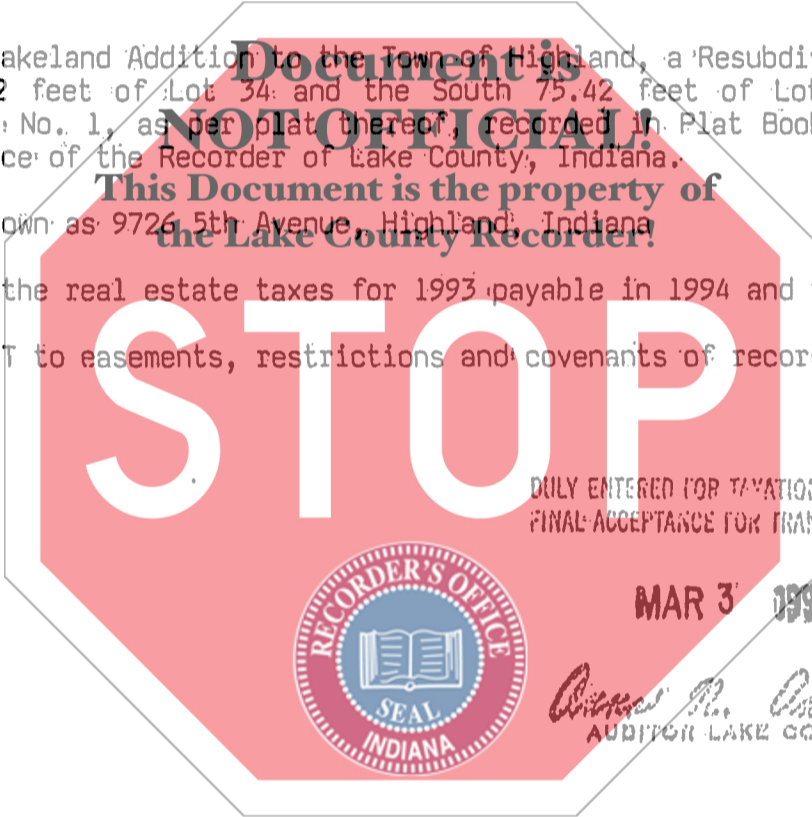 akeland Addition to the Town of Highland, a Resubdi
Document is
2 feet of Lot 34 and the South 75.42 feet of Lot
No. 1, as per plat thereof, recorded in Plat Boo
NOT OFFICIAL!
ce of the Recorder of Lake County, Indiana.
This Document is the property of
own as 9726 5th Avenue, Highland, Indiana
the Lake County Recorder!
the real estate taxes for 1993 payable in 1994 and
T to easements, restrictions and covenants of recor
STOP
DULY ENTERED FOR TAXATIO
FINAL ACCEPTANCE FOR TRAN
MAR 3 199
RECORDER'S OFFICE
SEAL
INDIANA
AUDITOR LAKE CO